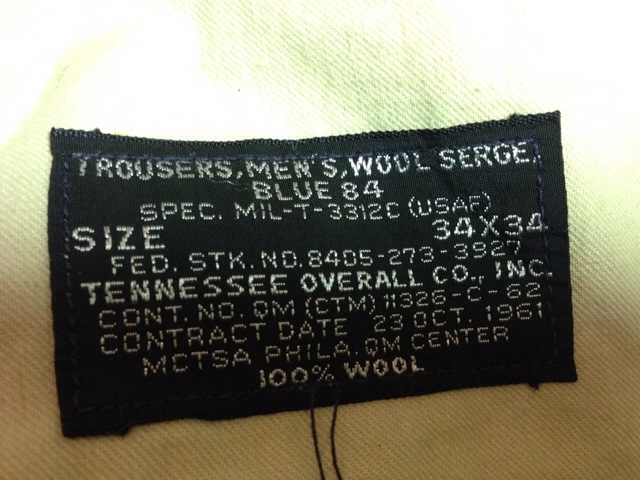 TROUSERS, MEN'S, WOOL SERGE,
BLUE 84
SPEC. MIL-T-3312C (USAF)
SIZE 34X34
FED. STK. NO. 8405-273-3927
TENNESSEE OVERALL CO., INC.
CONT. NO. QM (CTM) 11326-C-62
CONTRACT DATE 23 OCT. 1961
MCTSA PHILA. QM CENTER
100% WOOL